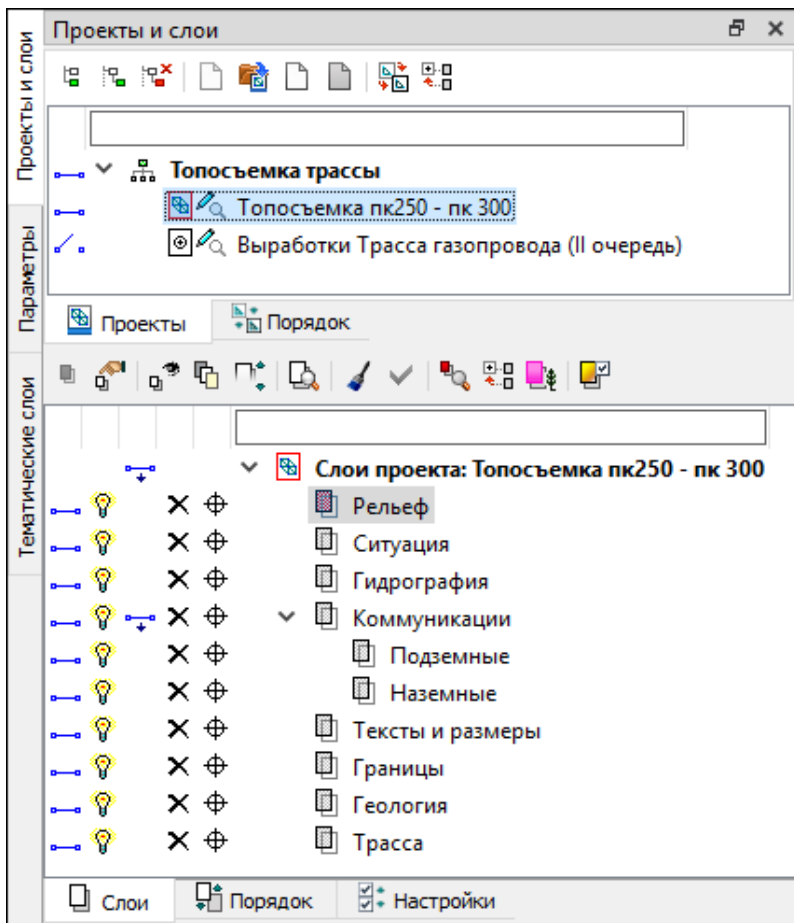 Проекты и слои
Проекты и слои
Параметры
Тематические слои
Топосъемка трассы
Топосъемка пк250 - пк 300
Выработки Трасса газопровода (II очередь)
Проекты
Порядок
Слои проекта: Топосъемка пк250 - пк 300
Рельеф
Ситуация
Гидрография
Коммуникации
Подземные
Наземные
Тексты и размеры
Границы
Геология
Трасса
Слои
Порядок
Настройки